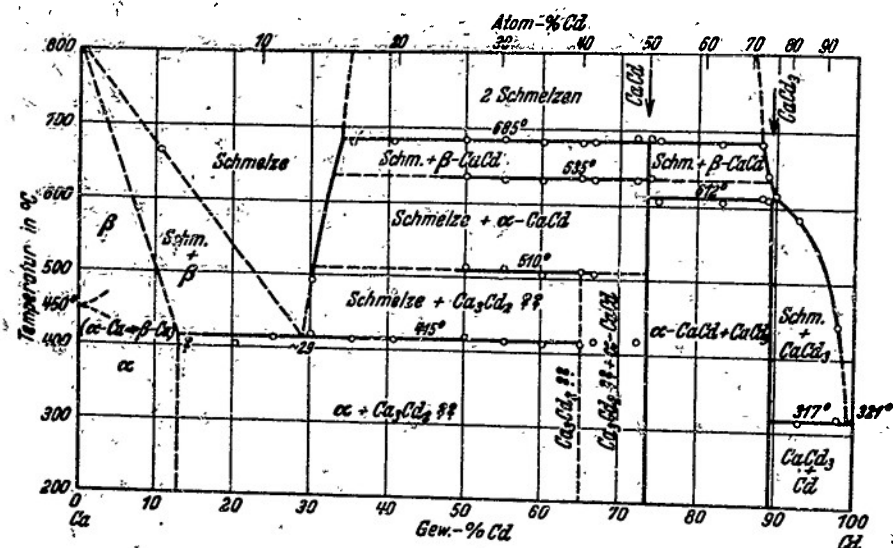 Atom-% Cd
10 20 30 40 50 60 70 80 90
CaCd
CaCd₃
800
700
600
500
450°
400
300
200
Temperatur in °C
2 Schmelzen
685°
Schmelze
Schm. + β-CaCd
Schm. + β-CaCd
635°
612°
β
Schm.
+
β
Schmelze + α-CaCd
510°
Schmelze + Ca₃Cd₂ ??
(α-Ca⇌β-Ca)
415°
~29
?
α
α-CaCd + CaCd₃
Schm.
+
CaCd₃
α + Ca₃Cd₂ ??
Ca₃Cd₂ ??
Ca₃Cd₂ ?? + α-CaCd
317°
321°
CaCd₃
+
Cd
0 10 20 30 40 50 60 70 80 90 100
Ca
Gew.-% Cd
Cd